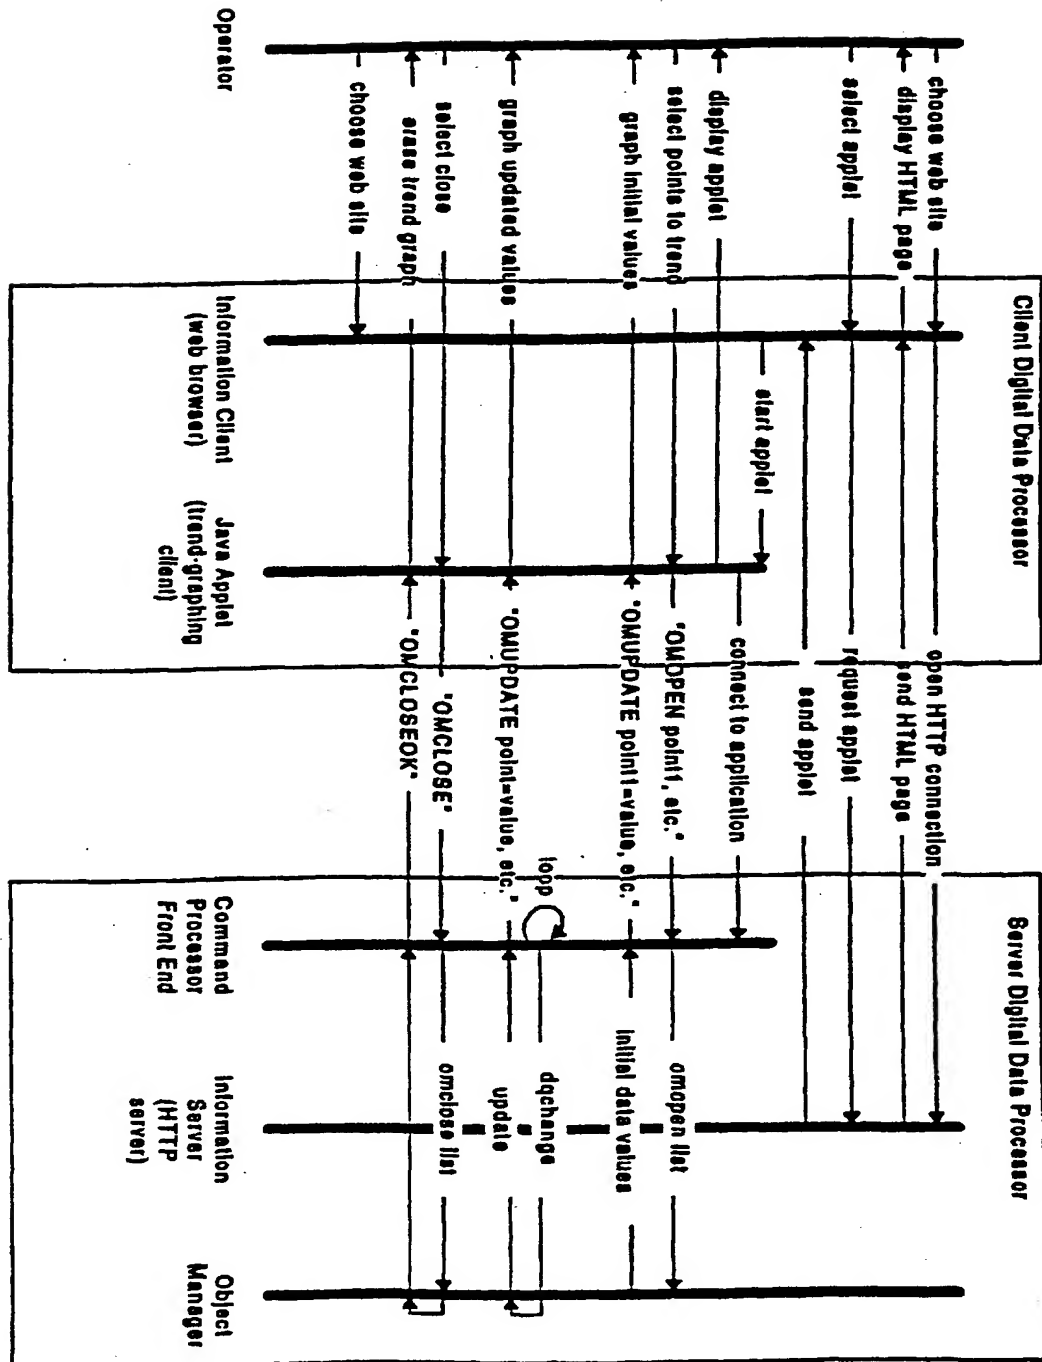 Client Digital Data Processor
Server Digital Data Processor
choose web site
open HTTP connection
display HTML page
send HTML page
select applet
request applet
send applet
start applet
connect to application
display applet
select points to trend
"OMOPEN point1, etc."
omopen list
graph initial values
"OMUPDATE point1=value, etc."
initial data values
loop
dqchange
graph updated values
"OMUPDATE point=value, etc."
update
select close
"OMCLOSE"
omclose list
erase trend graph
"OMCLOSEOK"
choose web site
Operator
Information Client
(web browser)
Java Applet
(trend-graphing
client)
Command
Processor
Front End
Information
Server
(HTTP
server)
Object
Manager